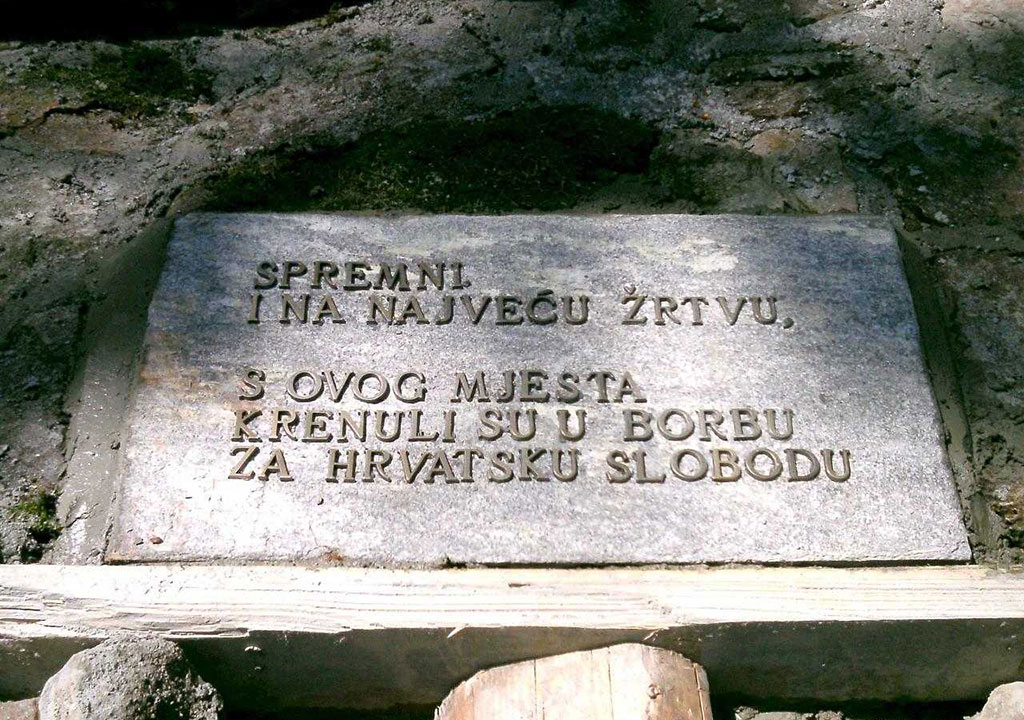 SPREMNI
I NA NAJVEĆU ŽRTVU,
S OVOG MJESTA
KRENULI SU U BORBU
ZA HRVATSKU SLOBODU